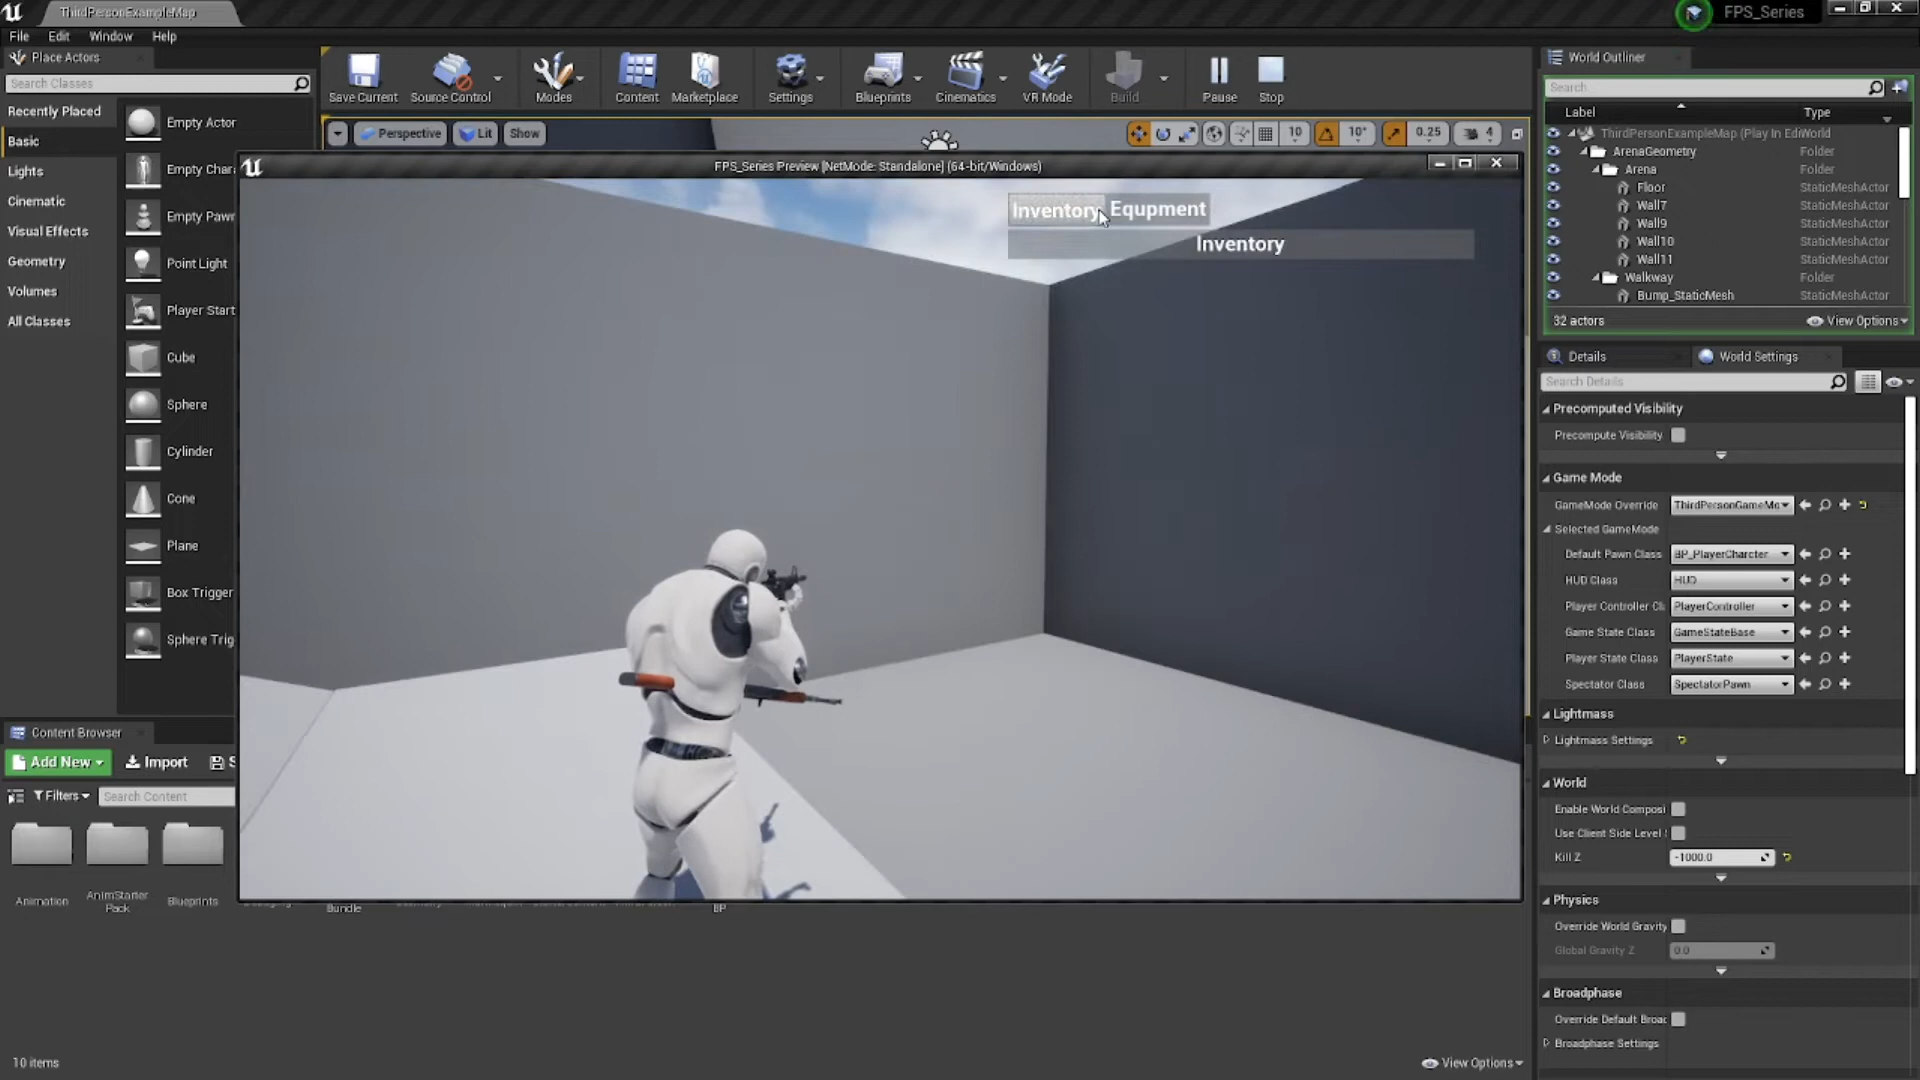 ThirdPersonExampleMap
FPS_Series
File Edit Window Help
Place Actors
Search Classes
Recently Placed
Basic
Lights
Cinematic
Visual Effects
Geometry
Volumes
All Classes
Empty Actor
Empty Char
Empty Pawn
Point Light
Player Start
Cube
Sphere
Cylinder
Cone
Plane
Box Trigger
Sphere Trig
Save Current
Source Control
Modes
Content
Marketplace
Settings
Blueprints
Cinematics
VR Mode
Build
Pause
Stop
Perspective Lit Show
10 10° 0.25 4
FPS_Series Preview [NetMode: Standalone] (64-bit/Windows)
Inventory Equpment
Inventory
World Outliner
Search
Label Type
ThirdPersonExampleMap (Play In Edi World
ArenaGeometry Folder
Arena Folder
Floor StaticMeshActor
Wall7 StaticMeshActor
Wall9 StaticMeshActor
Wall10 StaticMeshActor
Wall11 StaticMeshActor
Walkway Folder
Bump_StaticMesh StaticMeshActor
32 actors View Options
Details World Settings
Search Details
Precomputed Visibility
Precompute Visibility
Game Mode
GameMode Override ThirdPersonGameMo
Selected GameMode
Default Pawn Class BP_PlayerCharcter
HUD Class HUD
Player Controller Cl PlayerController
Game State Class GameStateBase
Player State Class PlayerState
Spectator Class SpectatorPawn
Lightmass
Lightmass Settings
World
Enable World Composi
Use Client Side Level
Kill Z -1000.0
Physics
Override World Gravity
Global Gravity Z 0.0
Broadphase
Override Default Broac
Broadphase Settings
Content Browser
Add New Import S
Filters Search Content
Animation
AnimStarter
Pack
Blueprints
Bundle
BP
10 items
View Options